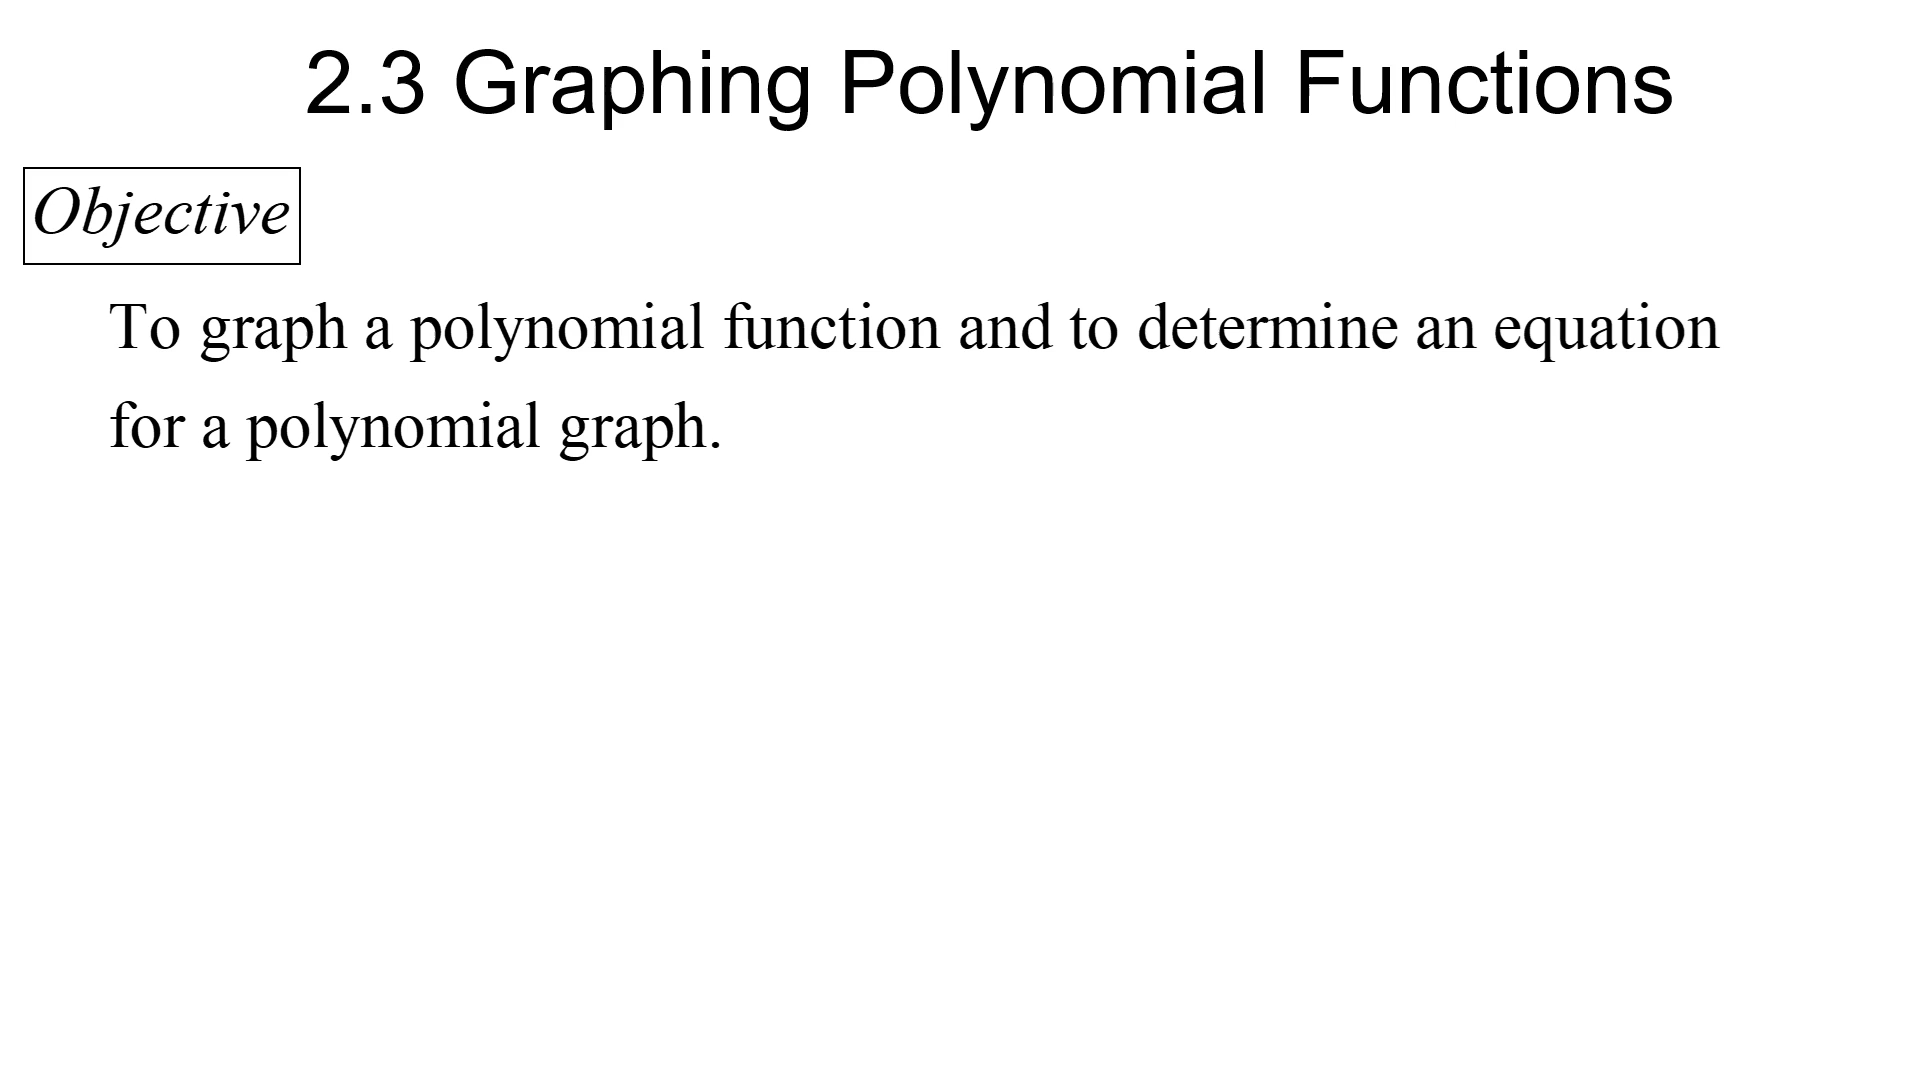 2.3 Graphing Polynomial Functions
Objective
To graph a polynomial function and to determine an equation
for a polynomial graph.